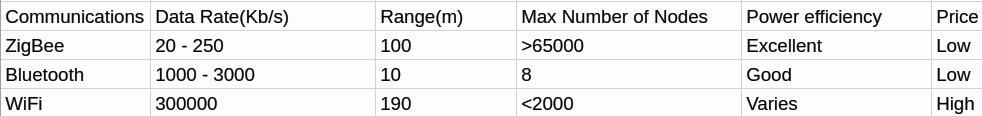 Communications Data Rate(Kb/s) Range(m) Max Number of Nodes Power efficiency Price
ZigBee 20 - 250 100 >65000 Excellent Low
Bluetooth 1000 - 3000 10 8 Good Low
WiFi 300000 190 <2000 Varies High